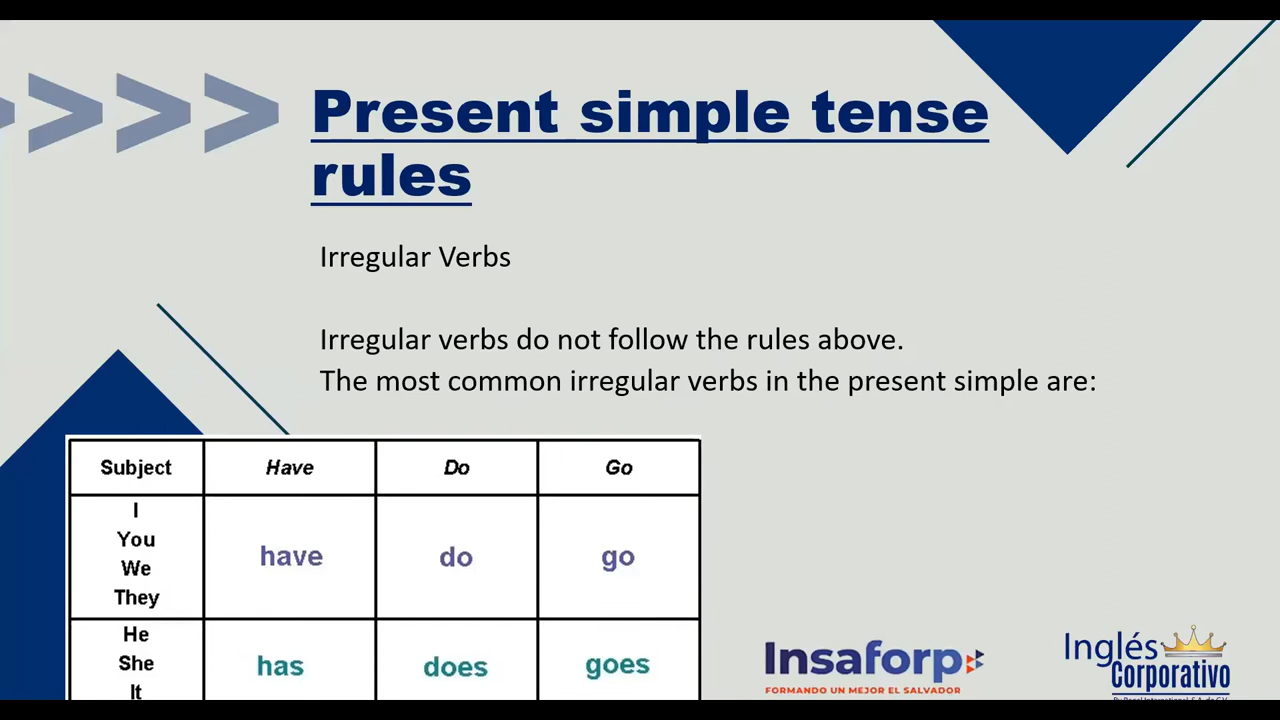 Present simple tense
rules
Irregular Verbs
Irregular verbs do not follow the rules above.
The most common irregular verbs in the present simple are:
Subject Have Do Go
I
You
We
They
have do go
He
She
It
has does goes
Insaforp
FORMANDO UN MEJOR EL SALVADOR
Inglés
Corporativo